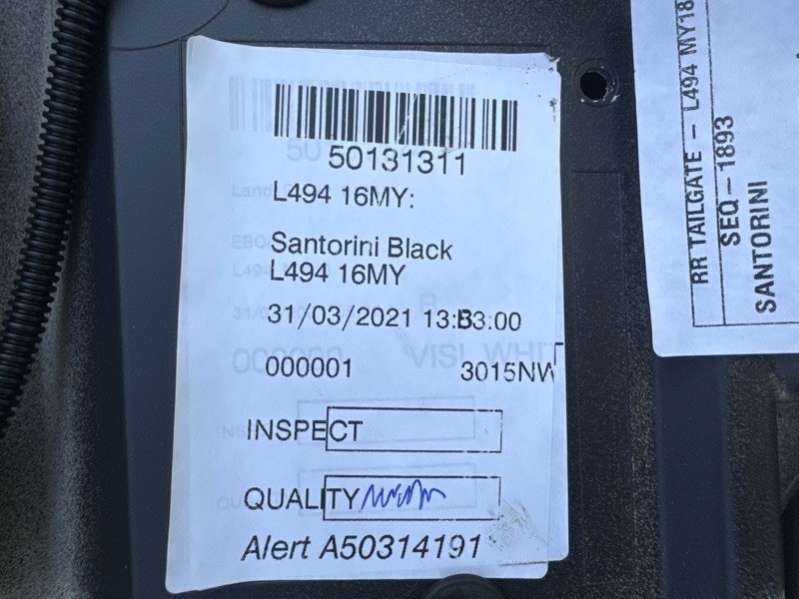 50131311
L494 16MY:
Santorini Black
L494 16MY
31/03/2021 13:53:00
000001 3015NW
INSPECT
QUALITY
Alert A50314191
RR TAILGATE - L494 MY18
SEQ - 1893
SANTORINI